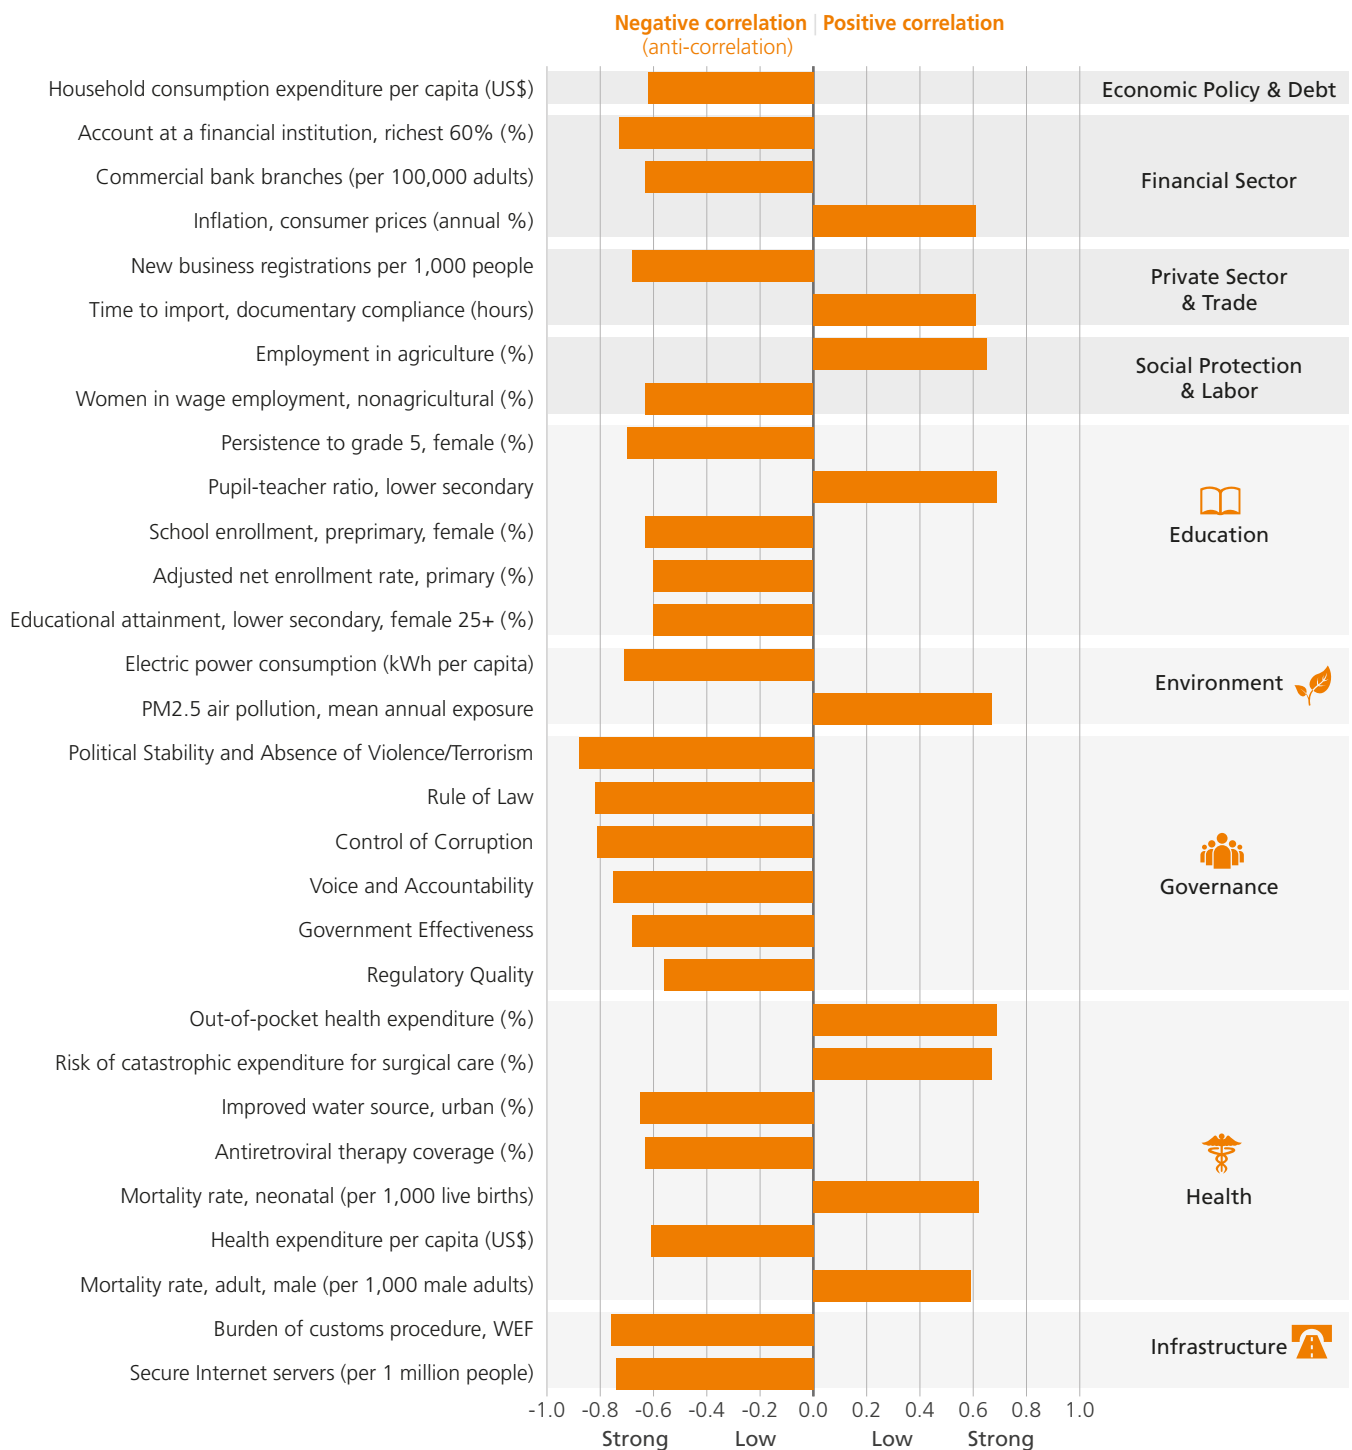 Negative correlation | Positive correlation
(anti-correlation)
Household consumption expenditure per capita (US$)
Economic Policy & Debt
Account at a financial institution, richest 60% (%)
Commercial bank branches (per 100,000 adults)
Financial Sector
Inflation, consumer prices (annual %)
New business registrations per 1,000 people
Private Sector
& Trade
Time to import, documentary compliance (hours)
Employment in agriculture (%)
Social Protection
& Labor
Women in wage employment, nonagricultural (%)
Persistence to grade 5, female (%)
Pupil-teacher ratio, lower secondary
School enrollment, preprimary, female (%)
Education
Adjusted net enrollment rate, primary (%)
Educational attainment, lower secondary, female 25+ (%)
Electric power consumption (kWh per capita)
Environment
PM2.5 air pollution, mean annual exposure
Political Stability and Absence of Violence/Terrorism
Rule of Law
Control of Corruption
Voice and Accountability
Governance
Government Effectiveness
Regulatory Quality
Out-of-pocket health expenditure (%)
Risk of catastrophic expenditure for surgical care (%)
Improved water source, urban (%)
Antiretroviral therapy coverage (%)
Mortality rate, neonatal (per 1,000 live births)
Health
Health expenditure per capita (US$)
Mortality rate, adult, male (per 1,000 male adults)
Burden of customs procedure, WEF
Infrastructure
Secure Internet servers (per 1 million people)
-1.0 -0.8 -0.6 -0.4 -0.2 0.0 0.2 0.4 0.6 0.8 1.0
Strong Low Low Strong